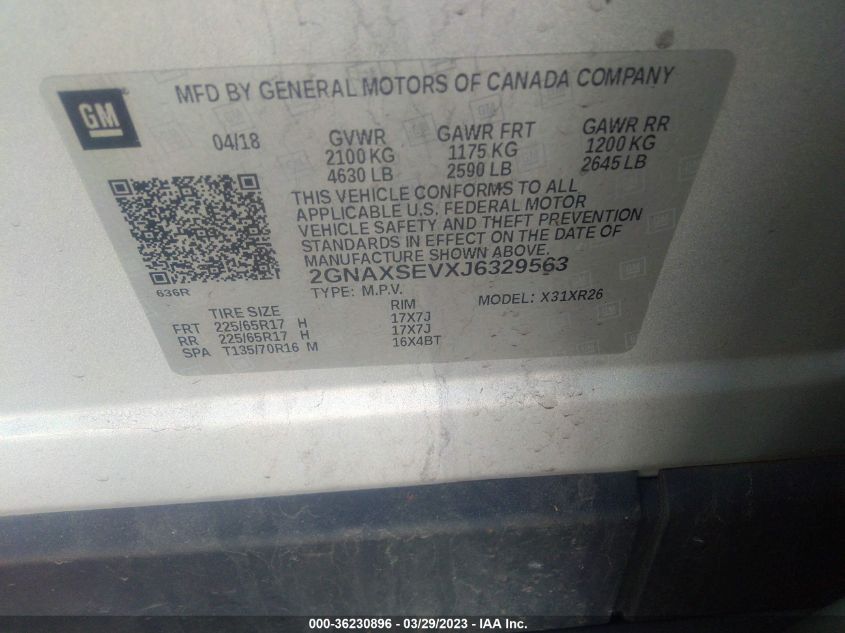 GM
MFD BY GENERAL MOTORS OF CANADA COMPANY
04/18 GVWR GAWR FRT GAWR RR
2100 KG 1175 KG 1200 KG
4630 LB 2590 LB 2645 LB
THIS VEHICLE CONFORMS TO ALL
APPLICABLE U.S. FEDERAL MOTOR
VEHICLE SAFETY AND THEFT PREVENTION
STANDARDS IN EFFECT ON THE DATE OF
MANUFACTURE SHOWN ABOVE.
2GNAXSEVXJ6329563
636R TYPE: M.P.V. MODEL: X31XR26
TIRE SIZE RIM
FRT 225/65R17 H 17X7J
RR 225/65R17 H 17X7J
SPA T135/70R16 M 16X4BT
000-36230896 - 03/29/2023 - IAA Inc.